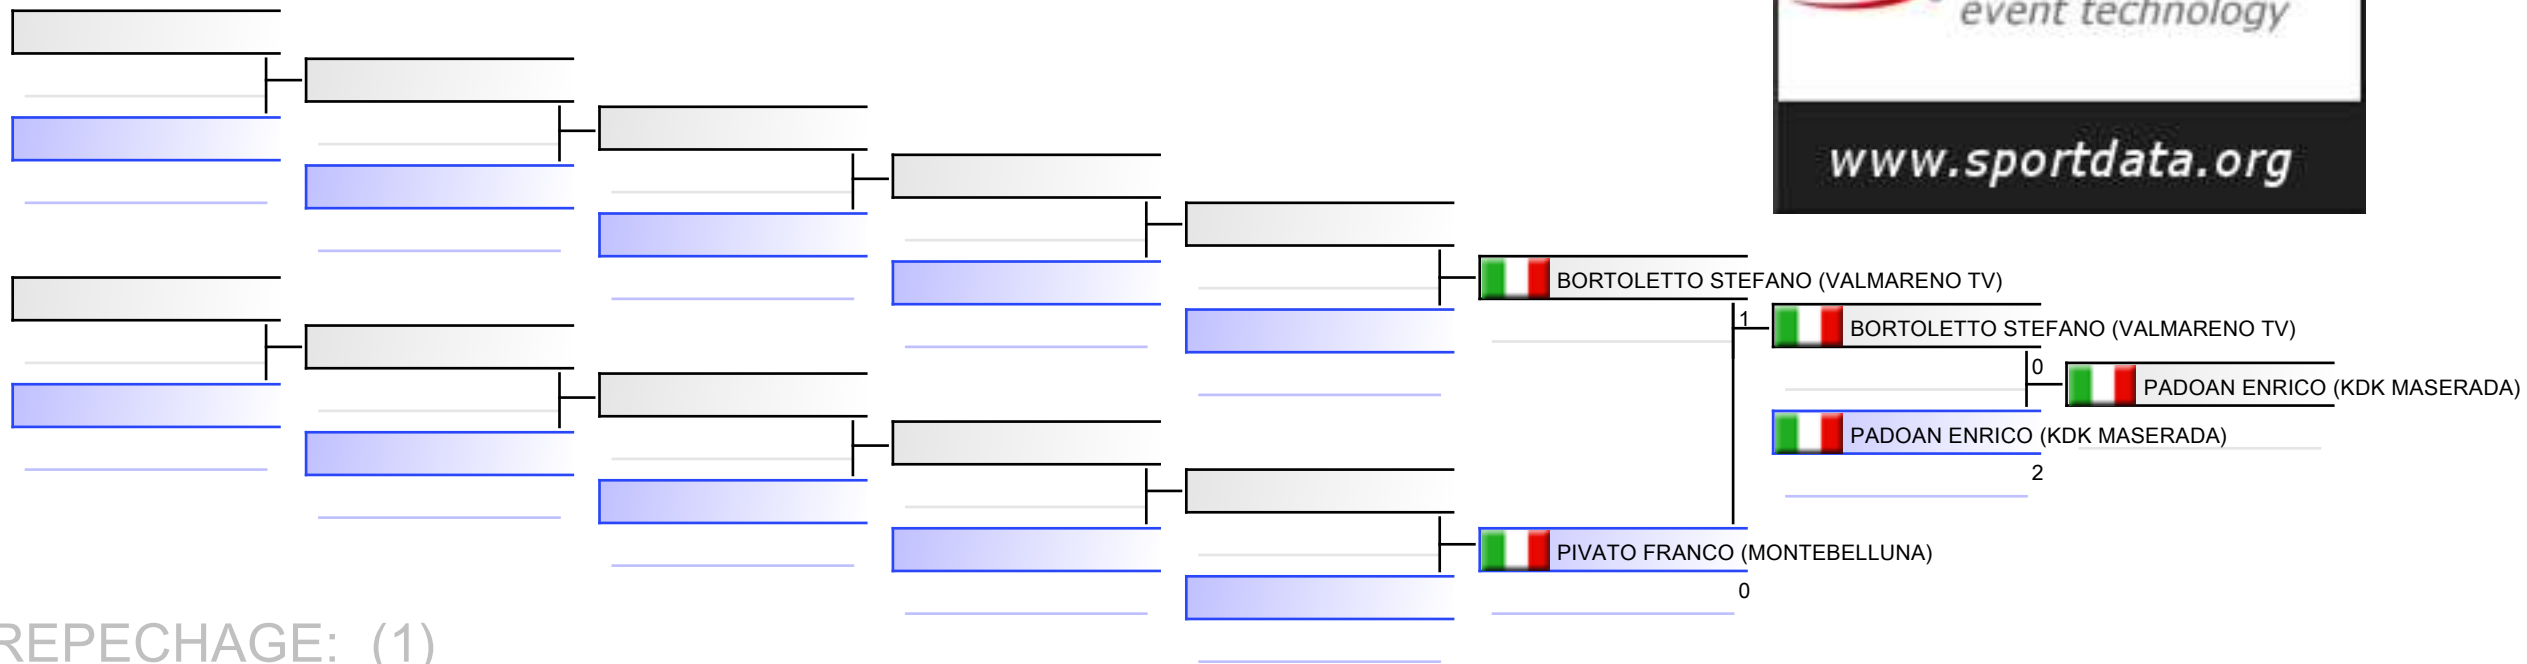 event technology
www.sportdata.org
BORTOLETTO STEFANO (VALMARENO TV)
1
BORTOLETTO STEFANO (VALMARENO TV)
0
PADOAN ENRICO (KDK MASERADA)
PADOAN ENRICO (KDK MASERADA)
2
PIVATO FRANCO (MONTEBELLUNA)
0
REPECHAGE: (1)